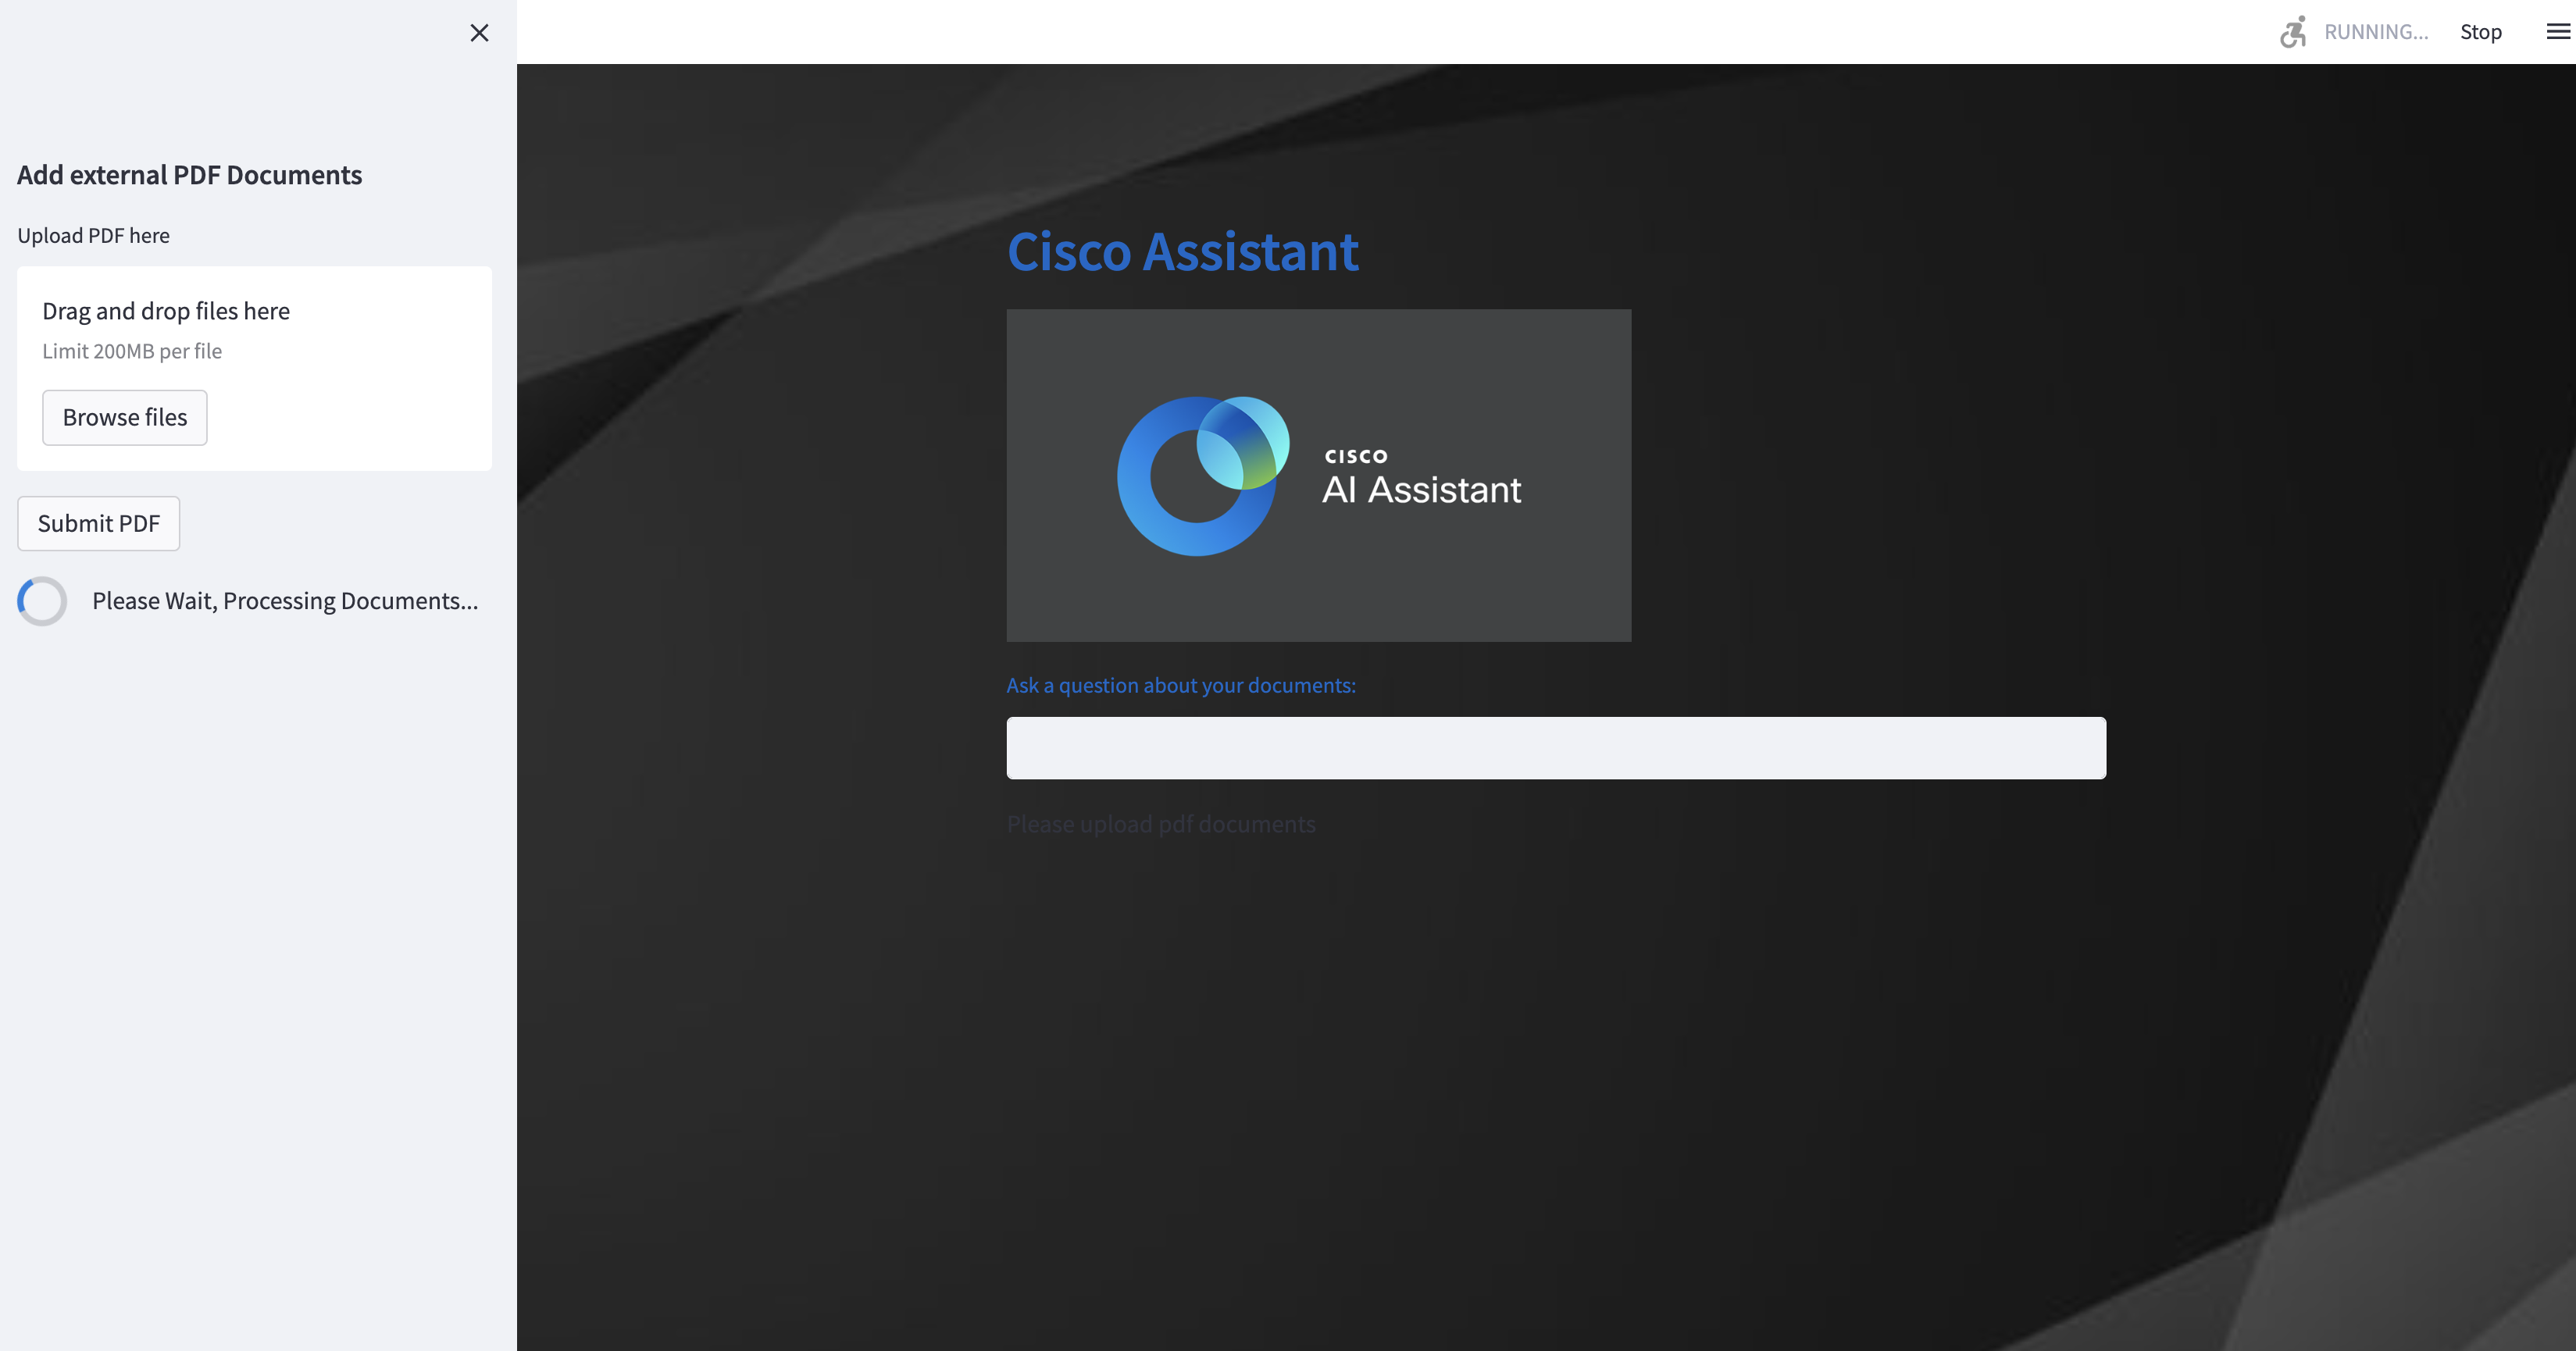 RUNNING...
Stop
Add external PDF Documents
Upload PDF here
Drag and drop files here
Limit 200MB per file
Browse files
Submit PDF
Please Wait, Processing Documents...
Cisco Assistant
CISCO
AI Assistant
Ask a question about your documents:
Please upload pdf documents